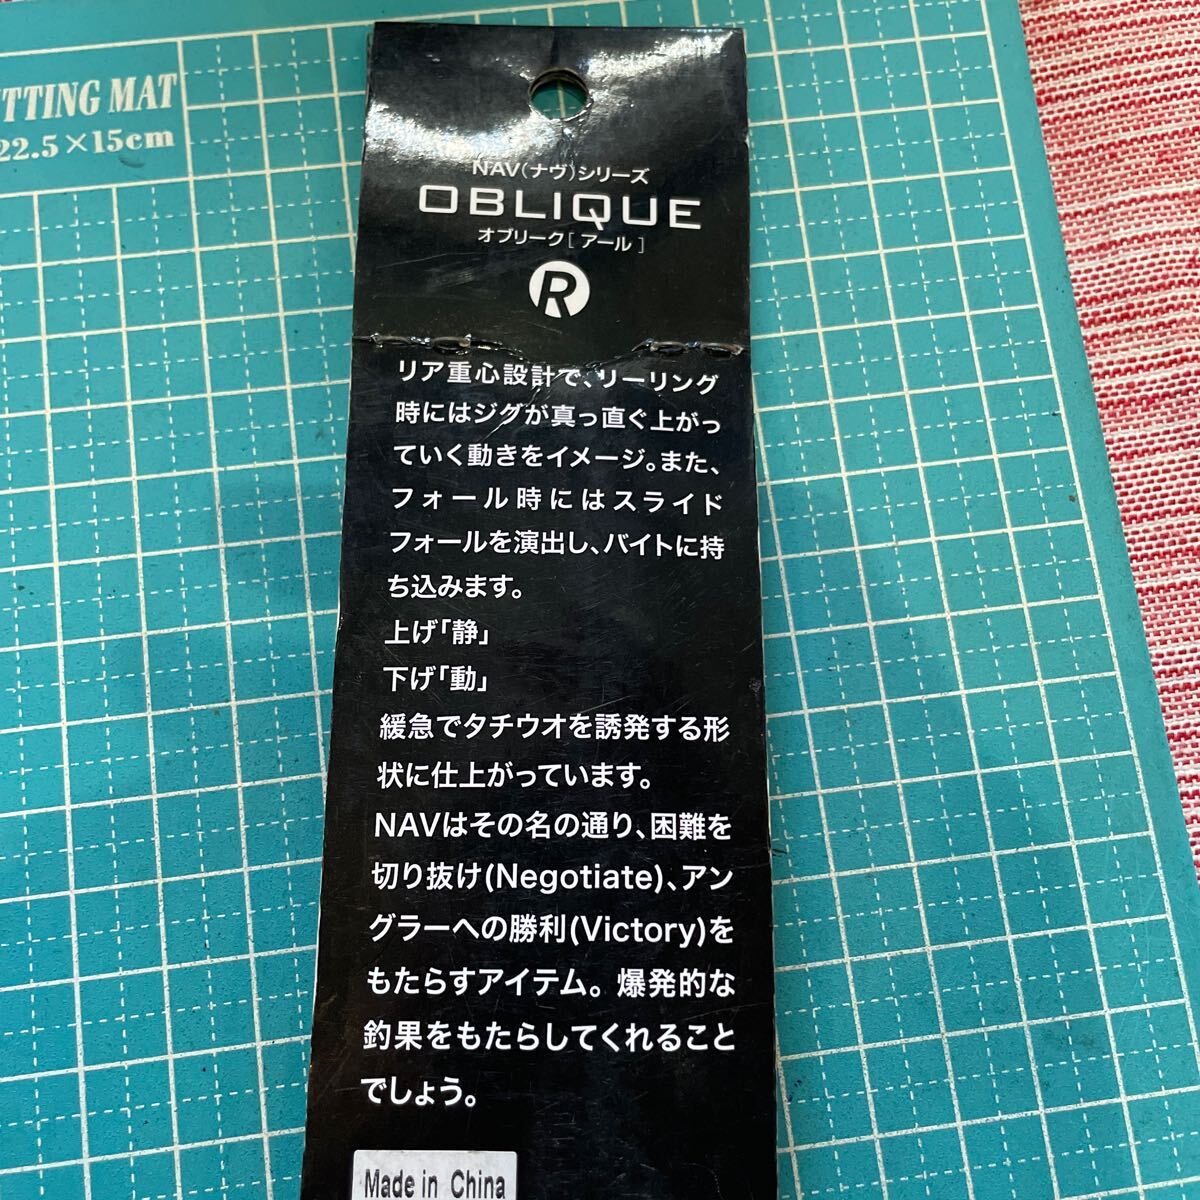 MAT
22.5×15cm
NAV(ナヴ)シリーズ
OBLIQUE
オブリーク[アール]
R
リア重心設計で、リーリング
時にはジグが真っ直ぐ上がっ
ていく動きをイメージ。また、
フォール時にはスライド
フォールを演出し、バイトに持
ち込みます。
上げ「静」
下げ「動」
緩急でタチウオを誘発する形
状に仕上がっています。
NAVはその名の通り、困難を
切り抜け(Negotiate)、アン
グラーへの勝利(Victory)を
もたらすアイテム。爆発的な
釣果をもたらしてくれること
でしょう。
Made in China